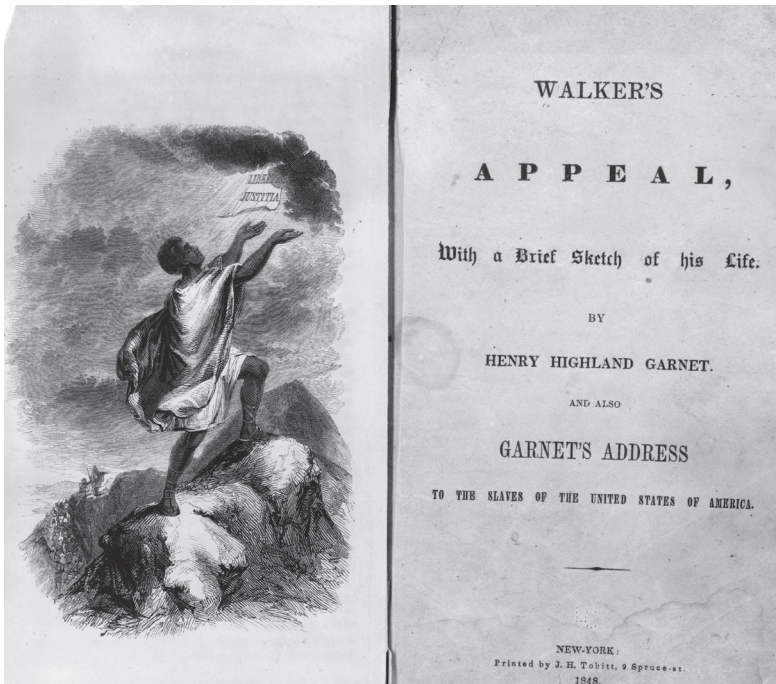 LIBERTAS
JUSTITIA
WALKER'S
APPEAL,
With a Brief Sketch of his Life.
BY
HENRY HIGHLAND GARNET.
AND ALSO
GARNET'S ADDRESS
TO THE SLAVES OF THE UNITED STATES OF AMERICA.
NEW-YORK:
Printed by J. H. Tobitt, 9 Spruce-st.
1848.